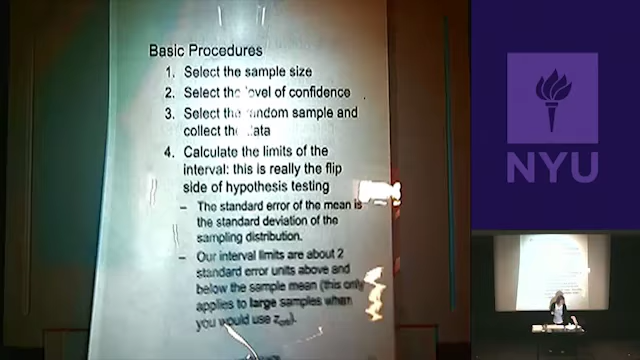 Basic Procedures
1. Select the sample size
2. Select the level of confidence
3. Select the random sample and
collect the data
4. Calculate the limits of the
interval: this is really the flip
side of hypothesis testing
– The standard error of the mean is
the standard deviation of the
sampling distribution.
– Our interval limits are about 2
standard error units above and
below the sample mean (this only
applies to large samples when
you would use z
NYU